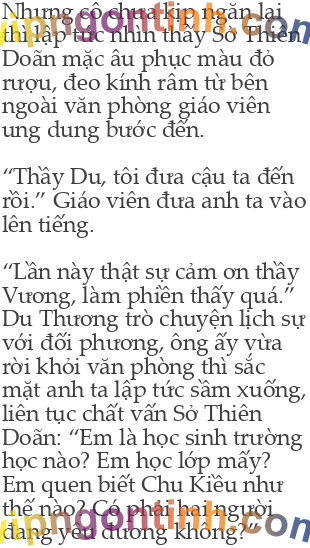 Nhưng cô chưa kịp ngăn lại
thì lập tức nhìn thấy Sở Thiên
Doãn mặc âu phục màu đỏ
rượu, đeo kính râm từ bên
ngoài văn phòng giáo viên
ung dung bước đến.
“Thầy Du, tôi đưa cậu ta đến
rồi.” Giáo viên đưa anh ta vào
lên tiếng.
“Lần này thật sự cảm ơn thầy
Vương, làm phiền thầy quá.”
Du Thương trò chuyện lịch sự
với đối phương, ông ấy vừa
rời khỏi văn phòng thì sắc
mặt anh ta lập tức sầm xuống,
liên tục chất vấn Sở Thiên
Doãn: “Em là học sinh trường
học nào? Em học lớp mấy?
Em quen biết Chu Kiều như
thế nào? Có phải hai người
đang yêu đương không?”
vipngontinh.com
vipngontinh.com